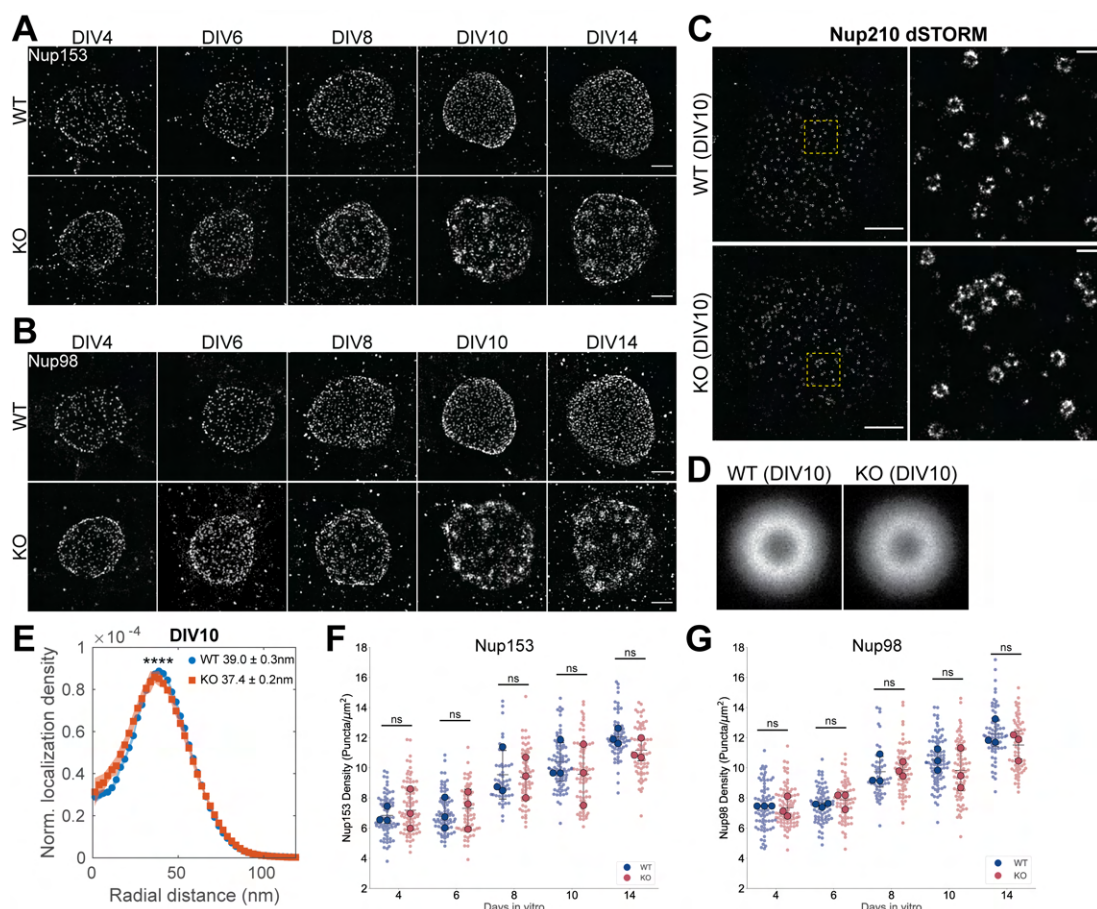 A
DIV4 DIV6 DIV8 DIV10 DIV14
Nup153
WT
KO
B
DIV4 DIV6 DIV8 DIV10 DIV14
Nup98
WT
KO
C
Nup210 dSTORM
WT (DIV10)
KO (DIV10)
D
WT (DIV10) KO (DIV10)
E
× 10⁻⁴
DIV10
****
WT 39.0 ± 0.3nm
KO 37.4 ± 0.2nm
1
0.8
0.6
0.4
0.2
0
0 50 100
Norm. localization density
Radial distance (nm)
F
Nup153
18
16
14
12
10
8
6
4
2
ns ns ns ns ns
Nup153 Density (Puncta/µm²)
WT
KO
4 6 8 10 14
Days in vitro
G
Nup98
18
16
14
12
10
8
6
4
2
ns ns ns ns ns
Nup98 Density (Puncta/µm²)
WT
KO
4 6 8 10 14
Days in vitro